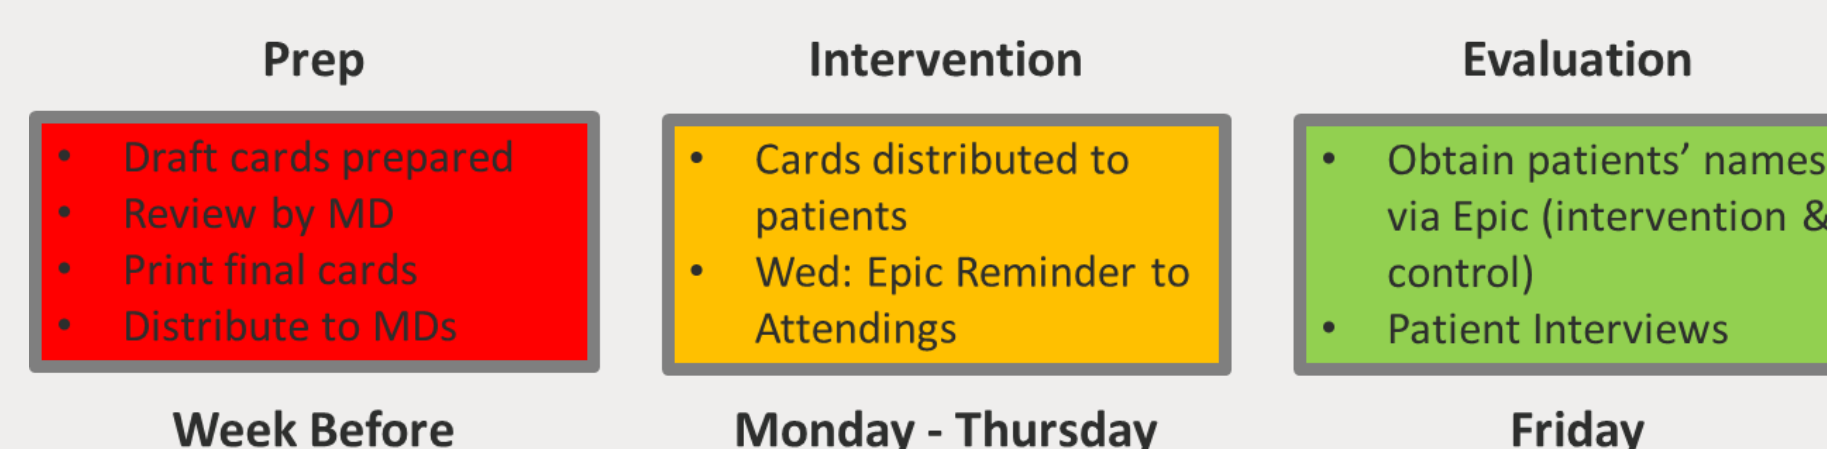 Prep
• Draft cards prepared
• Review by MD
• Print final cards
• Distribute to MDs
Week Before
Intervention
• Cards distributed to
patients
• Wed: Epic Reminder to
Attendings
Monday - Thursday
Evaluation
• Obtain patients’ names
via Epic (intervention &
control)
• Patient Interviews
Friday